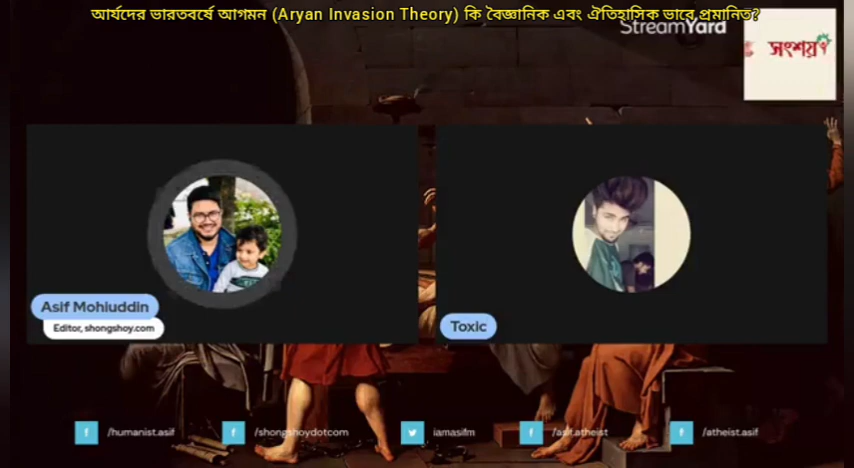 আর্যদের ভারতবর্ষে আগমন (Aryan Invasion Theory) কি বৈজ্ঞানিক এবং ঐতিহাসিক ভাবে প্রমানিত?
StreamYard
সংশয়
Asif Mohiuddin
Editor, shongshoy.com
Toxic
/humanist.asif
/shongshoydotcom
iamasifm
/asif.atheist
/atheist.asif